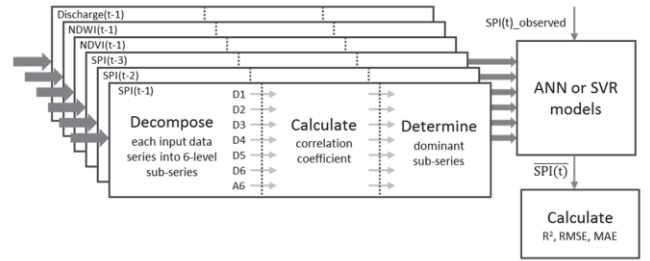 Discharge(t-1)
NDWI(t-1)
NDVI(t-1)
SPI(t-3)
SPI(t-2)
SPI(t-1)
Decompose
each input data
series into 6-level
sub-series
D1
D2
D3
D4
D5
D6
A6
Calculate
correlation
coefficient
Determine
dominant
sub-series
SPI(t)_observed
ANN or SVR
models
SPI(t)
Calculate
R², RMSE, MAE